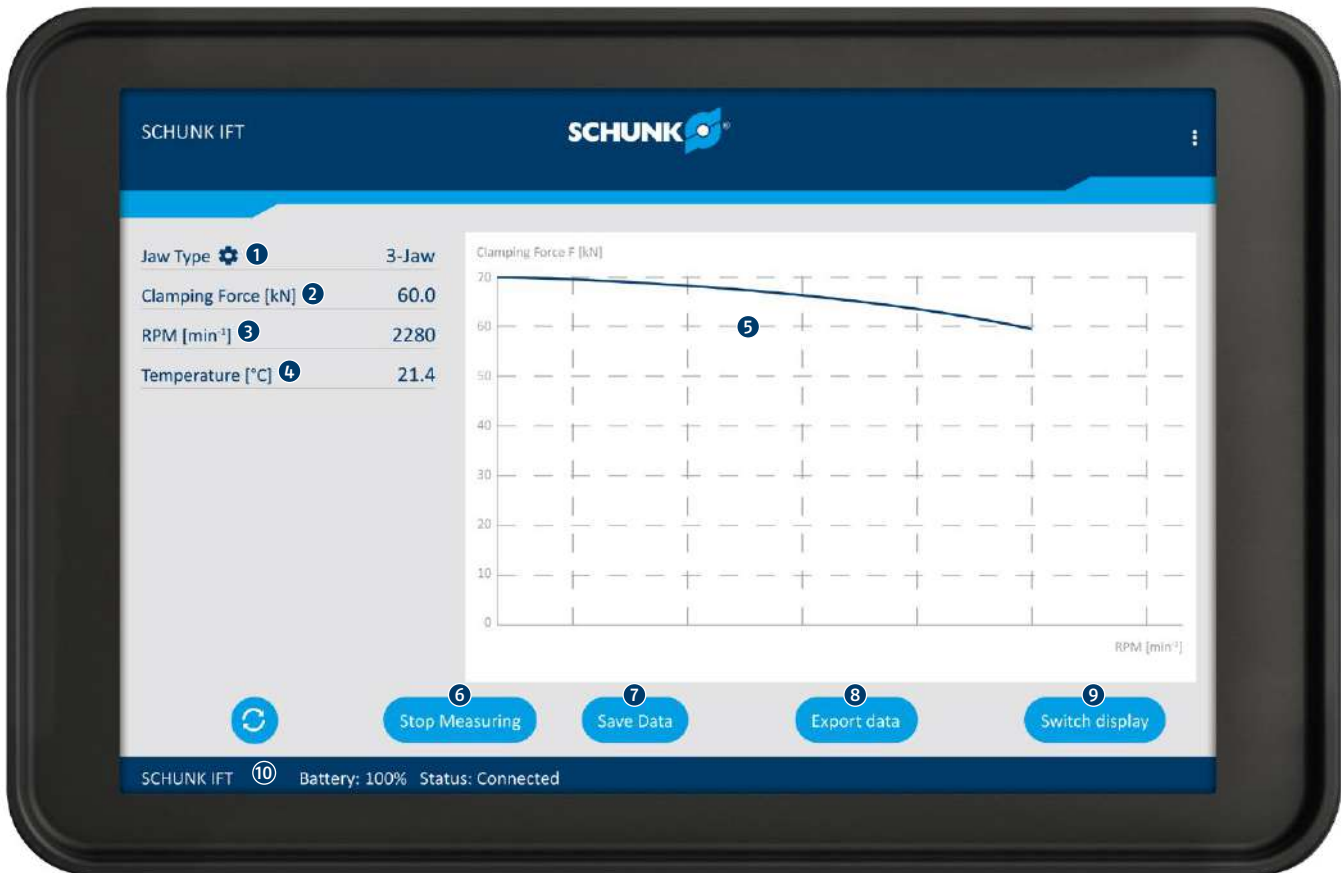 SCHUNK IFT
SCHUNK ®
Jaw Type 1 3-Jaw
Clamping Force [kN] 2 60.0
RPM [min⁻¹] 3 2280
Temperature [°C] 4 21.4
Clamping Force F [kN]
70
60
5
50
40
30
20
10
0
RPM [min⁻¹]
6
7
8
9
Stop Measuring
Save Data
Export data
Switch display
SCHUNK IFT 10 Battery: 100% Status: Connected